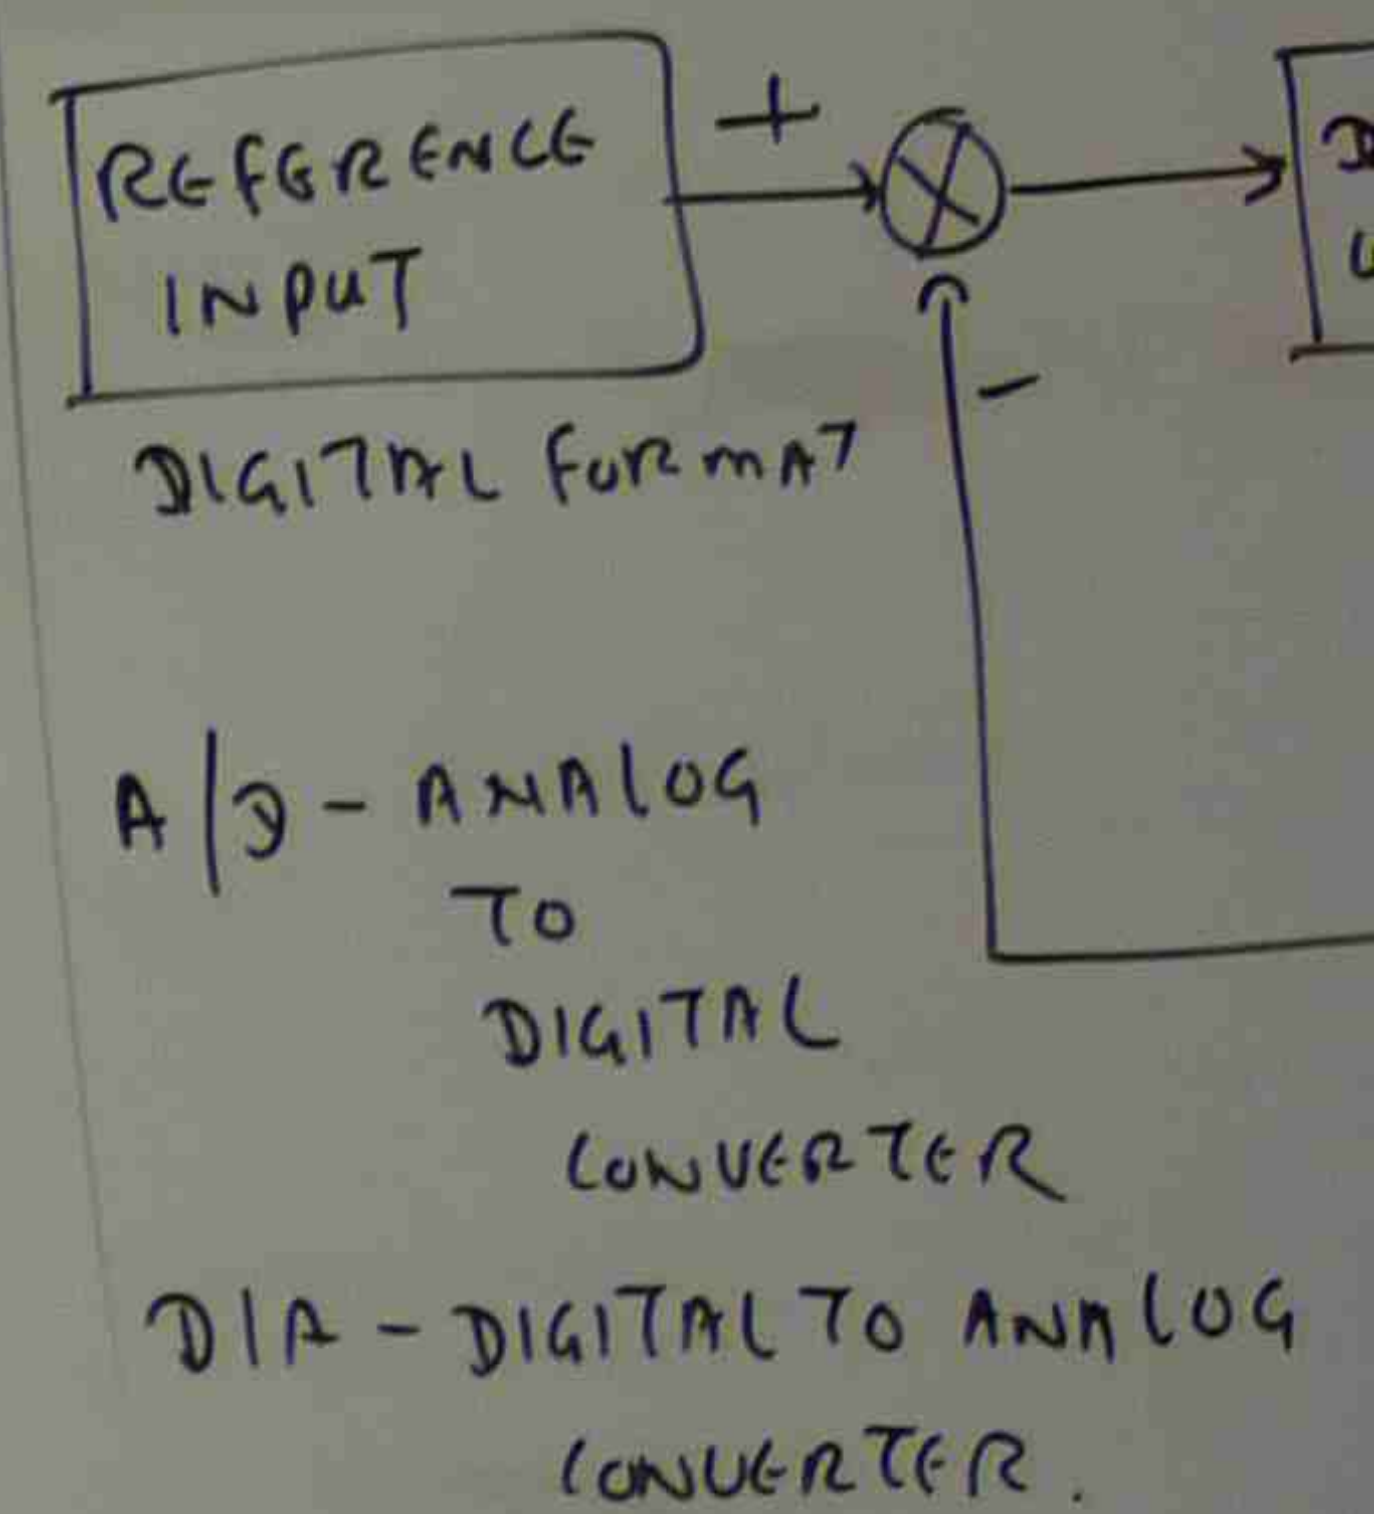 REFERENCE
INPUT
+
-
DIGITAL FORMAT
A/D - ANALOG
TO
DIGITAL
CONVERTER
D/A - DIGITAL TO ANALOG
CONVERTER.